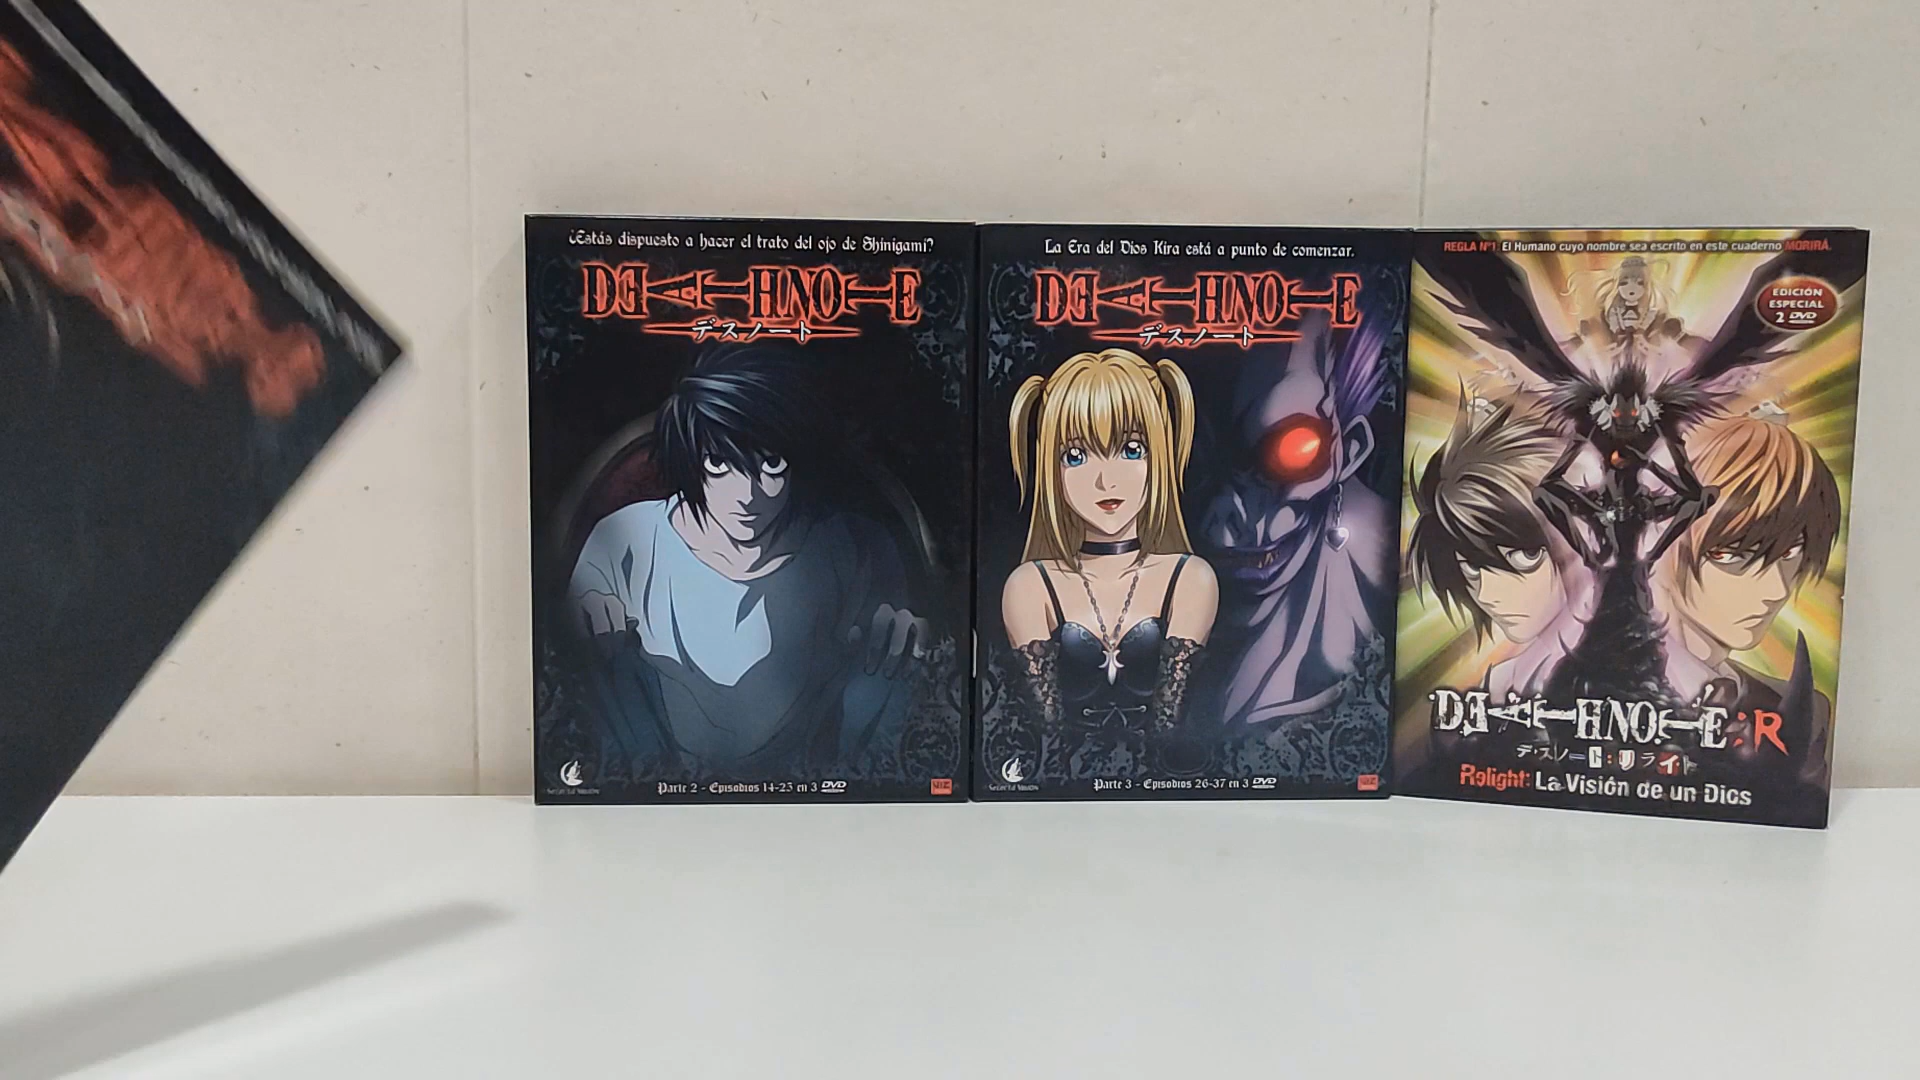 ¿Estás dispuesto a hacer el trato del ojo de Shinigami?
DEATH NOTE
デスノート
Parte 2 - Episodios 14-25 en 3 DVD
La Era del Dios Kira está a punto de comenzar.
DEATH NOTE
デスノート
Parte 3 - Episodios 26-37 en 3 DVD
REGLA Nº1 El Humano cuyo nombre sea escrito en este cuaderno MORIRÁ.
EDICIÓN
ESPECIAL
2 DVD
DEATH NOTE:R
デスノート:リライト
Relight: La Visión de un Dios